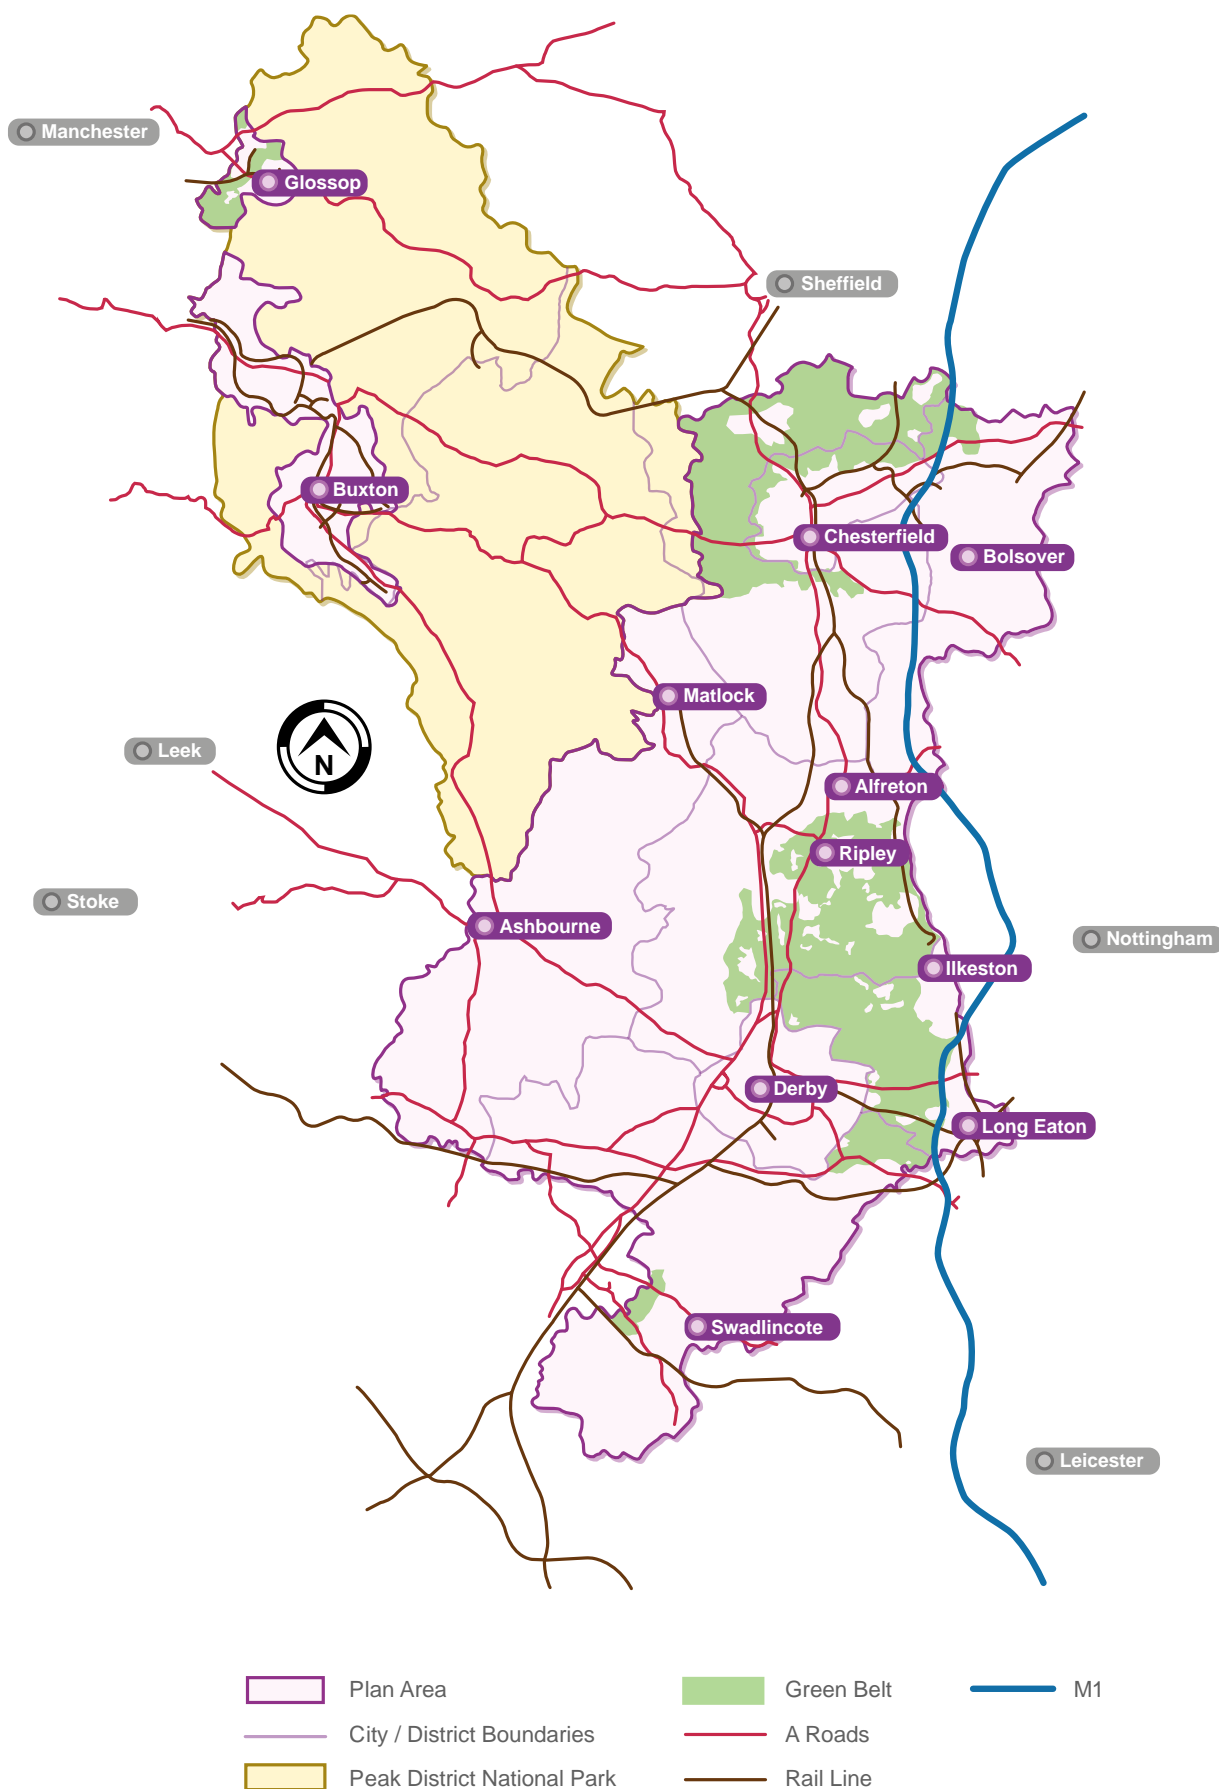 Manchester
Glossop
Sheffield
Buxton
Chesterfield
Bolsover
Matlock
Leek
N
Alfreton
Ripley
Stoke
Ashbourne
Nottingham
Ilkeston
Derby
Long Eaton
Swadlincote
Leicester
Plan Area
Green Belt
M1
City / District Boundaries
A Roads
Peak District National Park
Rail Line